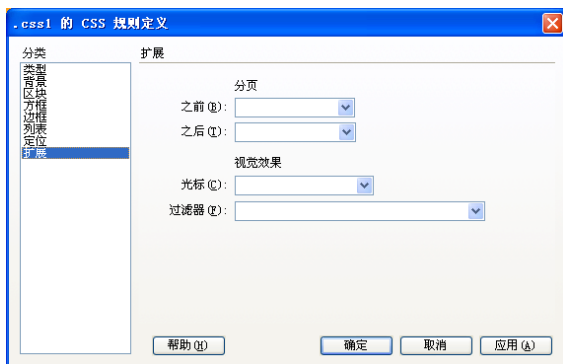 .css1 的 CSS 规则定义
分类
类型
背景
区块
方框
边框
列表
定位
扩展
扩展
分页
之前(B):
之后(T):
视觉效果
光标(C):
过滤器(F):
帮助(H)
确定
取消
应用(A)